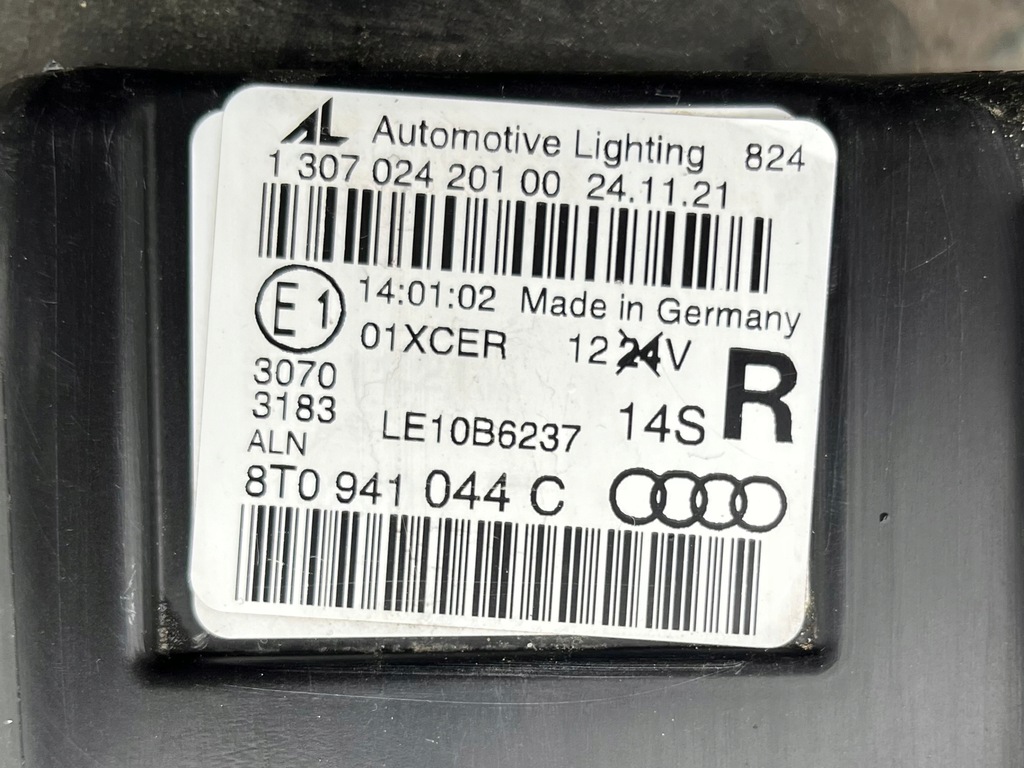 AL Automotive Lighting 824
1 307 024 201 00 24.11.21
E1 14:01:02 Made in Germany
01XCER 12 24V
3070
3183 LE10B6237 14S R
ALN
8T0 941 044 C